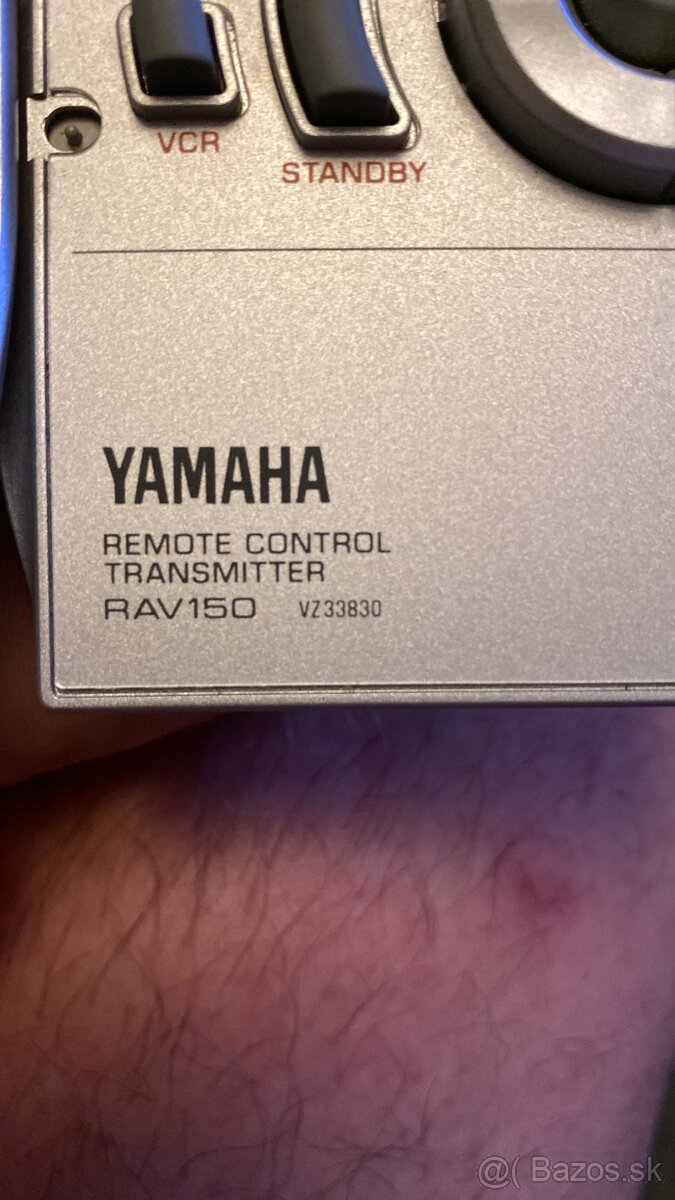 VCR
STANDBY
YAMAHA
REMOTE CONTROL
TRANSMITTER
RAV150 VZ33830
@( Bazos.sk